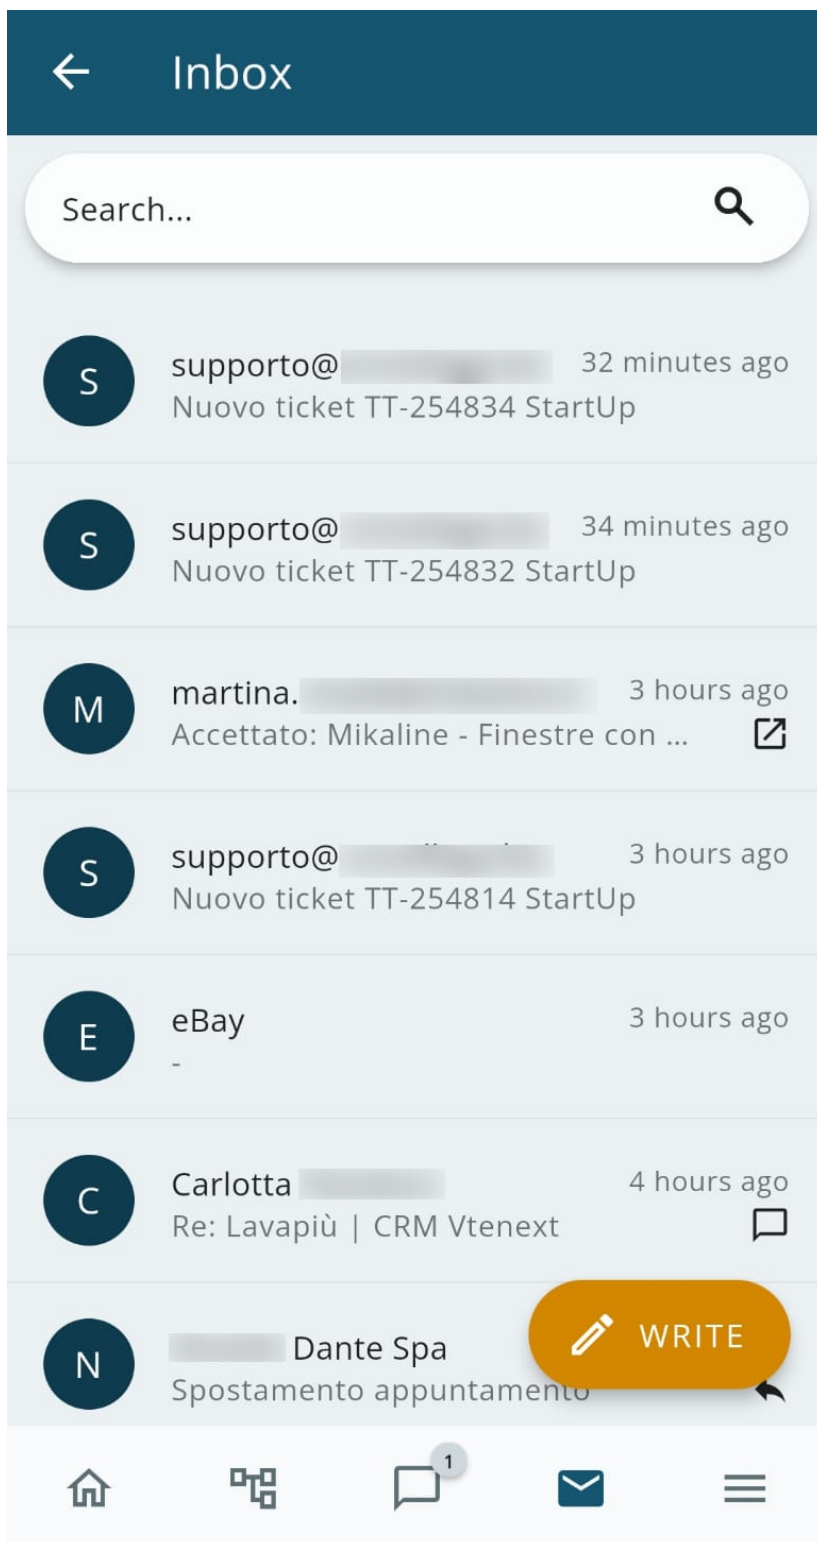 Inbox
Search...
S
supporto@
32 minutes ago
Nuovo ticket TT-254834 StartUp
S
supporto@
34 minutes ago
Nuovo ticket TT-254832 StartUp
M
martina.
3 hours ago
Accettato: Mikaline - Finestre con ...
S
supporto@
3 hours ago
Nuovo ticket TT-254814 StartUp
E
eBay
3 hours ago
-
C
Carlotta
4 hours ago
Re: Lavapiù | CRM Vtenext
N
Dante Spa
Spostamento appuntamento
WRITE
1